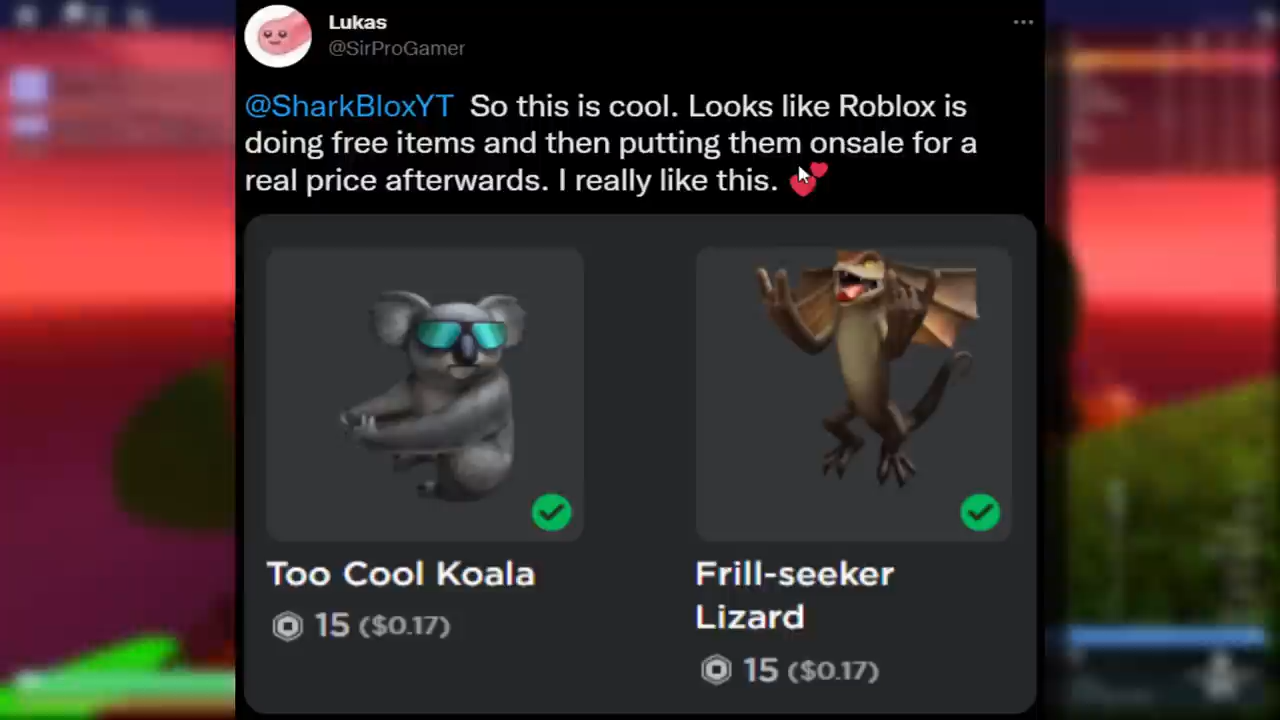 Lukas
@SirProGamer
@SharkBloxYT So this is cool. Looks like Roblox is
doing free items and then putting them onsale for a
real price afterwards. I really like this. 💕
Too Cool Koala
15 ($0.17)
Frill-seeker
Lizard
15 ($0.17)